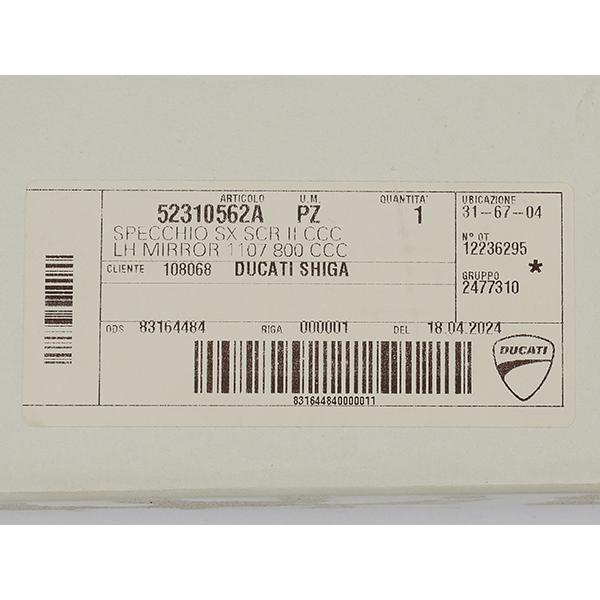 ARTICOLO U.M. QUANTITA' UBICAZIONE
52310562A PZ 1 31-67-04
SPECCHIO SX SCR II CCC
LH MIRROR 1107 800 CCC
N° OT
12236295
CLIENTE 108068 DUCATI SHIGA
*
GRUPPO
2477310
ODS 83164484 RIGA 000001 DEL 18.04.2024
DUCATI
831644840000011